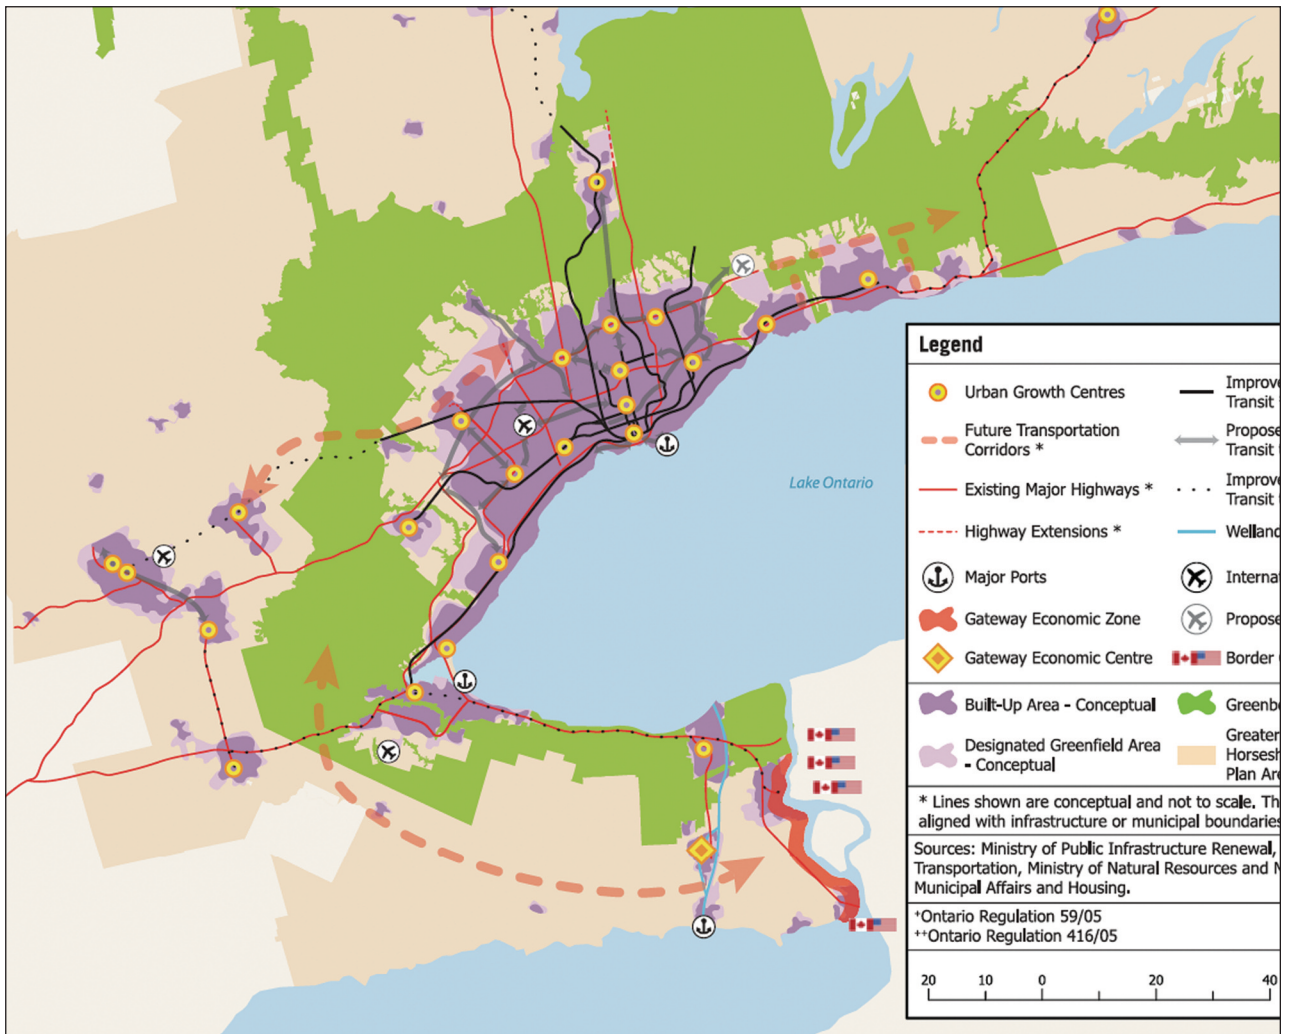 Lake Ontario
Legend
Urban Growth Centres
Future Transportation
Corridors *
Existing Major Highways *
Highway Extensions *
Major Ports
Gateway Economic Zone
Gateway Economic Centre
Built-Up Area - Conceptual
Designated Greenfield Area
- Conceptual
Improve
Transit
Propose
Transit
Improve
Transit
Welland
Internat
Propose
Border
Greenbe
Greater
Horsesh
Plan Are
* Lines shown are conceptual and not to scale. Th
aligned with infrastructure or municipal boundaries
Sources: Ministry of Public Infrastructure Renewal,
Transportation, Ministry of Natural Resources and
Municipal Affairs and Housing.
+Ontario Regulation 59/05
++Ontario Regulation 416/05
20 10 0 20 40